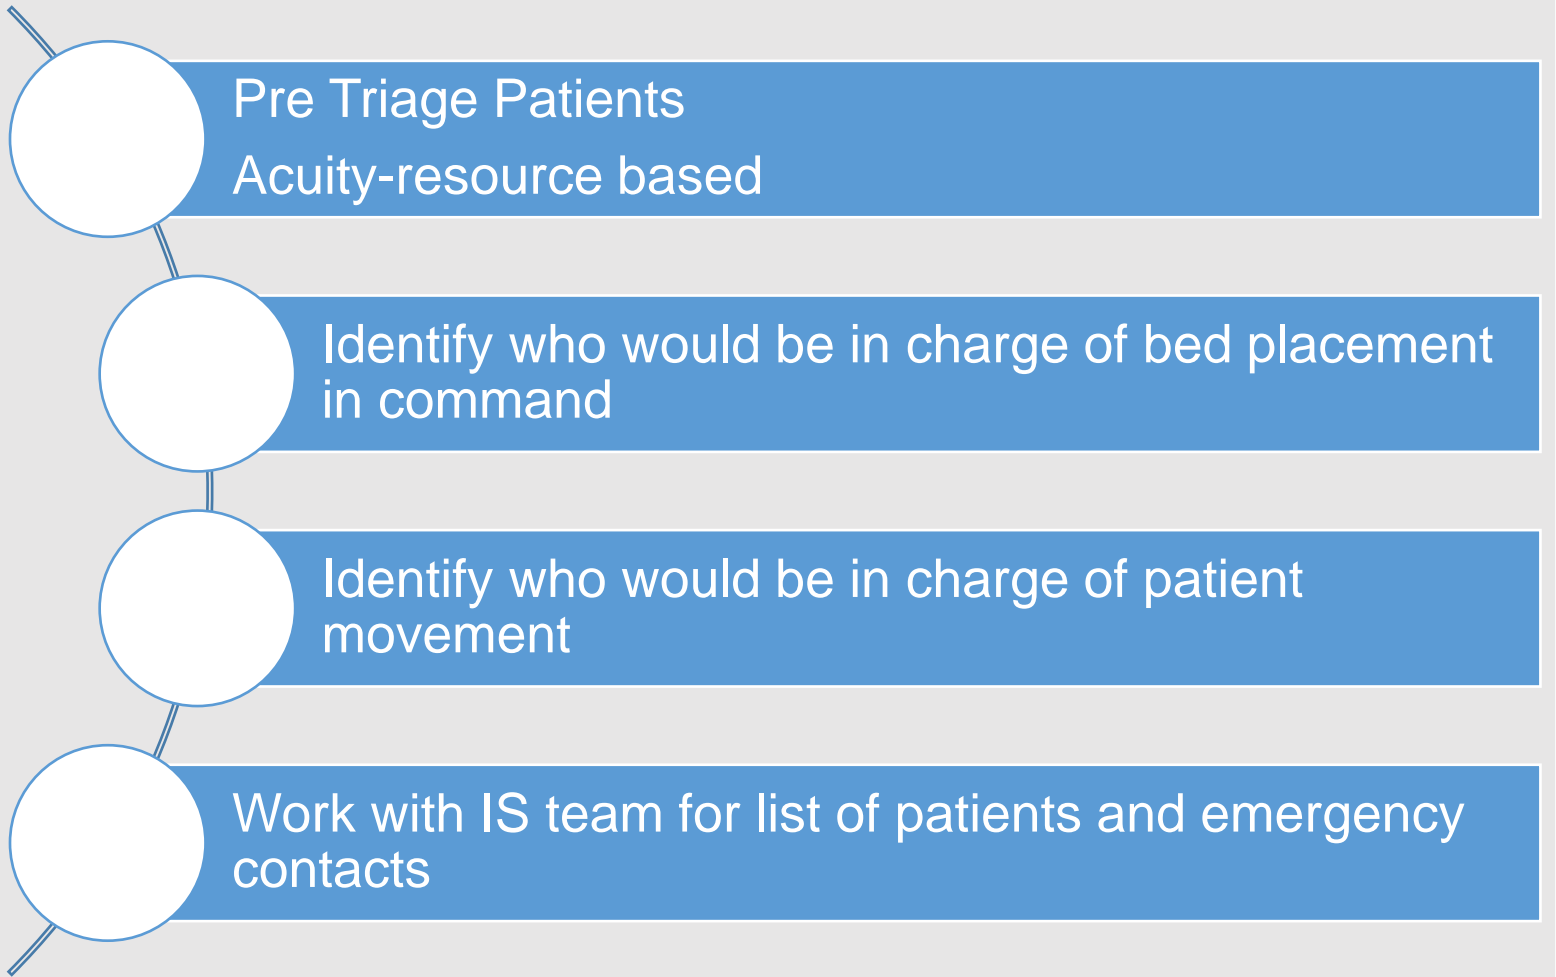 Pre Triage Patients
Acuity-resource based
Identify who would be in charge of bed placement
in command
Identify who would be in charge of patient
movement
Work with IS team for list of patients and emergency
contacts